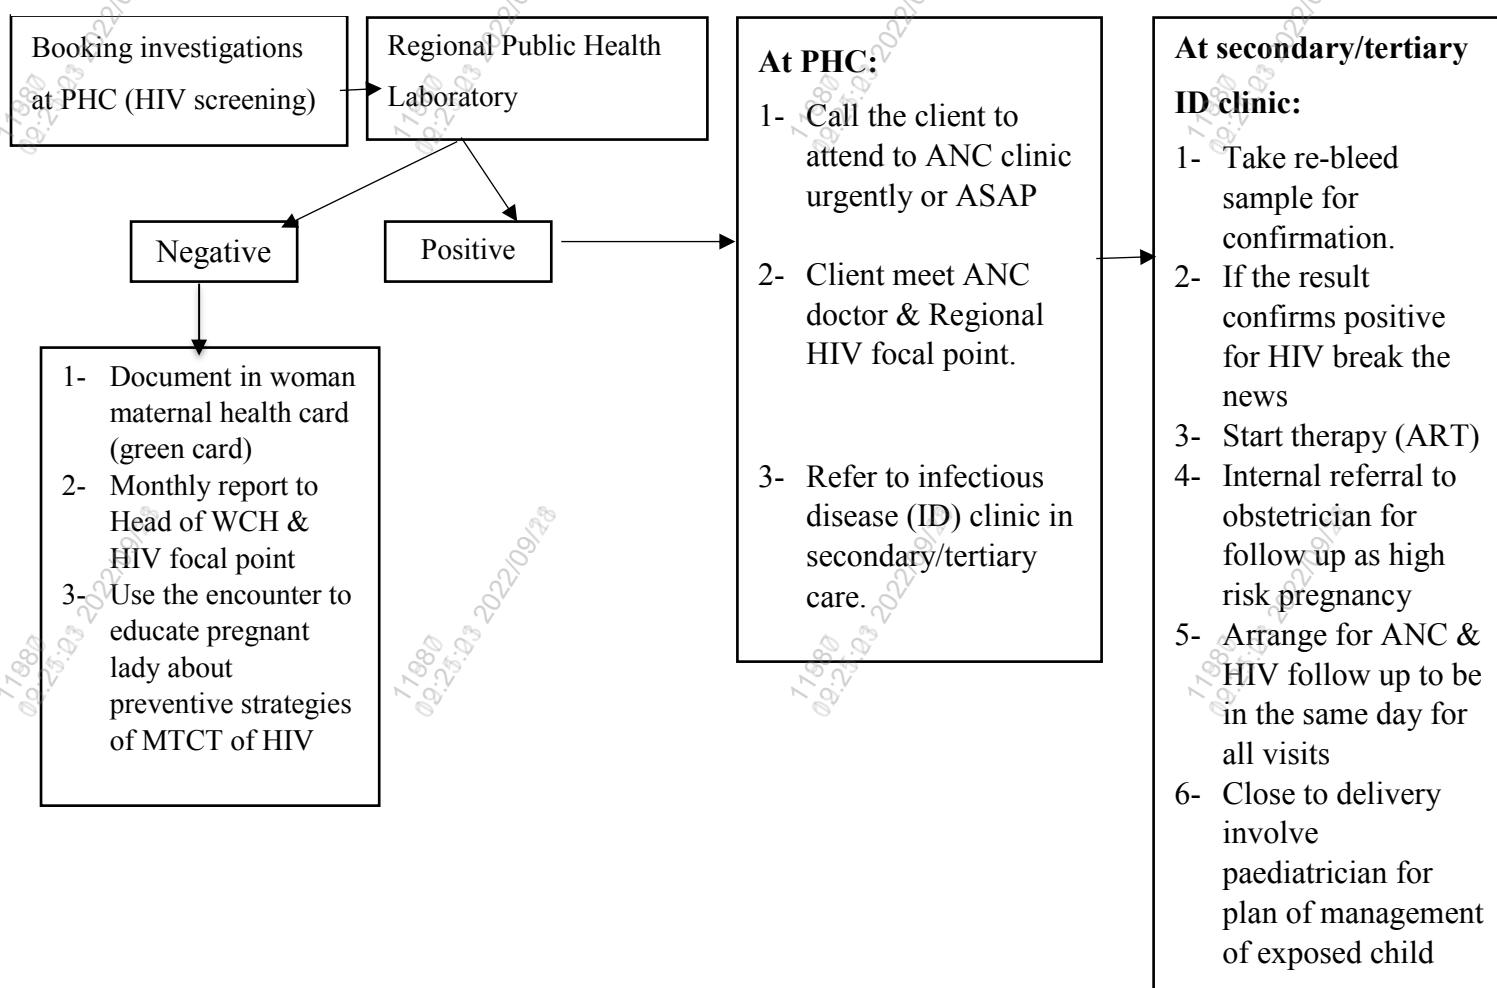 Booking investigations
at PHC (HIV screening)
Regional Public Health
Laboratory
Negative
Positive
1- Document in woman
maternal health card
(green card)
2- Monthly report to
Head of WCH &
HIV focal point
3- Use the encounter to
educate pregnant
lady about
preventive strategies
of MTCT of HIV
At PHC:
1- Call the client to
attend to ANC clinic
urgently or ASAP
2- Client meet ANC
doctor & Regional
HIV focal point.
3- Refer to infectious
disease (ID) clinic in
secondary/tertiary
care.
At secondary/tertiary
ID clinic:
1- Take re-bleed
sample for
confirmation.
2- If the result
confirms positive
for HIV break the
news
3- Start therapy (ART)
4- Internal referral to
obstetrician for
follow up as high
risk pregnancy
5- Arrange for ANC &
HIV follow up to be
in the same day for
all visits
6- Close to delivery
involve
paediatrician for
plan of management
of exposed child